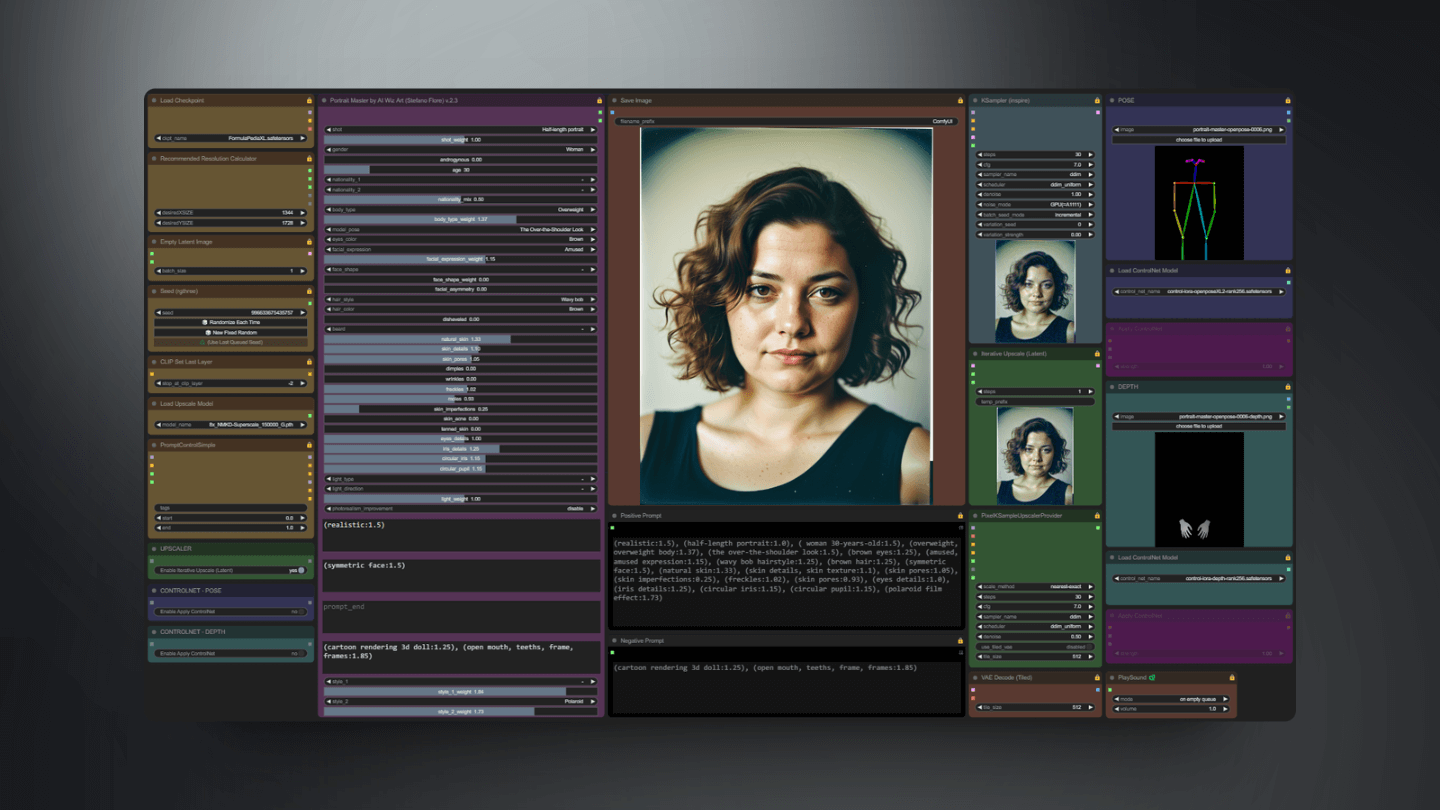 Load Checkpoint
ckpt_name FormulaPediaXL.safetensors
Recommended Resolution Calculator
desiredXSIZE 1344
desiredYSIZE 1728
Empty Latent Image
batch_size 1
Seed (rgthree)
seed
Randomize Each Time
New Fixed Random
(Use Last Queued Seed)
CLIP Set Last Layer
stop_at_clip_layer -2
Load Upscale Model
model_name 8x_NMKD-Superscale_150000_G.pth
PromptControlSimple
tags
start 0.0
end 1.0
UPSCALER
Enable Iterative Upscale (Latent) yes
CONTROLNET - POSE
Enable Apply ControlNet no
CONTROLNET - DEPTH
Enable Apply ControlNet no
Portrait Master by AI Wiz Art (Stefano Flore) v.2.3
shot Half-length portrait
shot_weight 1.00
gender Woman
androgynous 0.00
age 30
nationality_1 -
nationality_2 -
nationality_mix 0.50
body_type Overweight
body_type_weight 1.37
model_pose The Over-the-Shoulder Look
eyes_color Brown
facial_expression Amused
facial_expression_weight 1.15
face_shape -
face_shape_weight 0.00
facial_asymmetry 0.00
hair_style Wavy bob
hair_color Brown
disheveled 0.00
beard -
natural_skin 1.33
skin_details 1.10
skin_pores 1.05
dimples 0.00
wrinkles 0.00
freckles 1.02
moles 0.93
skin_imperfections 0.25
skin_acne 0.00
tanned_skin 0.00
eyes_details 1.00
iris_details 1.25
circular_iris 1.15
circular_pupil 1.15
light_type -
light_direction -
light_weight 1.00
photorealism_improvement disable
(realistic:1.5)
(symmetric face:1.5)
prompt_end
(cartoon rendering 3d doll:1.25), (open mouth, teeths, frame,
frames:1.85)
style_1 -
style_1_weight
style_2 Polaroid
style_2_weight 1.73
Save Image
filename_prefix ComfyUI
Positive Prompt
(realistic:1.5), (half-length portrait:1.0), ( woman 30-years-old:1.5), (overweight,
overweight body:1.37), (the over-the-shoulder look:1.5), (brown eyes:1.25), (amused,
amused expression:1.15), (wavy bob hairstyle:1.25), (brown hair:1.25), (symmetric
face:1.5), (natural skin:1.33), (skin details, skin texture:1.1), (skin pores:1.05),
(skin imperfections:0.25), (freckles:1.02), (skin pores:0.93), (eyes details:1.0),
(iris details:1.25), (circular iris:1.15), (circular pupil:1.15), (polaroid film
effect:1.73)
Negative Prompt
(cartoon rendering 3d doll:1.25), (open mouth, teeths, frame, frames:1.85)
KSampler (inspire)
steps 30
cfg 7.0
sampler_name ddim
scheduler ddim_uniform
denoise 1.00
noise_mode GPU(=A1111)
batch_seed_mode incremental
variation_seed 0
variation_strength 0.00
Iterative Upscale (Latent)
steps 1
temp_prefix
PixelKSampleUpscalerProvider
scale_method nearest-exact
steps 30
cfg 7.0
sampler_name ddim
scheduler ddim_uniform
denoise
use_tiled_vae disabled
tile_size 512
VAE Decode (Tiled)
tile_size 512
POSE
image portrait-master-openpose-0006.png
choose file to upload
Load ControlNet Model
control_net_name control-lora-openposeXL2-rank256.safetensors
Apply ControlNet
strength 1.00
DEPTH
image portrait-master-openpose-0006-depth.png
choose file to upload
Load ControlNet Model
control_net_name control-lora-depth-rank256.safetensors
Apply ControlNet
strength 1.00
PlaySound
mode on empty queue
volume 1.0